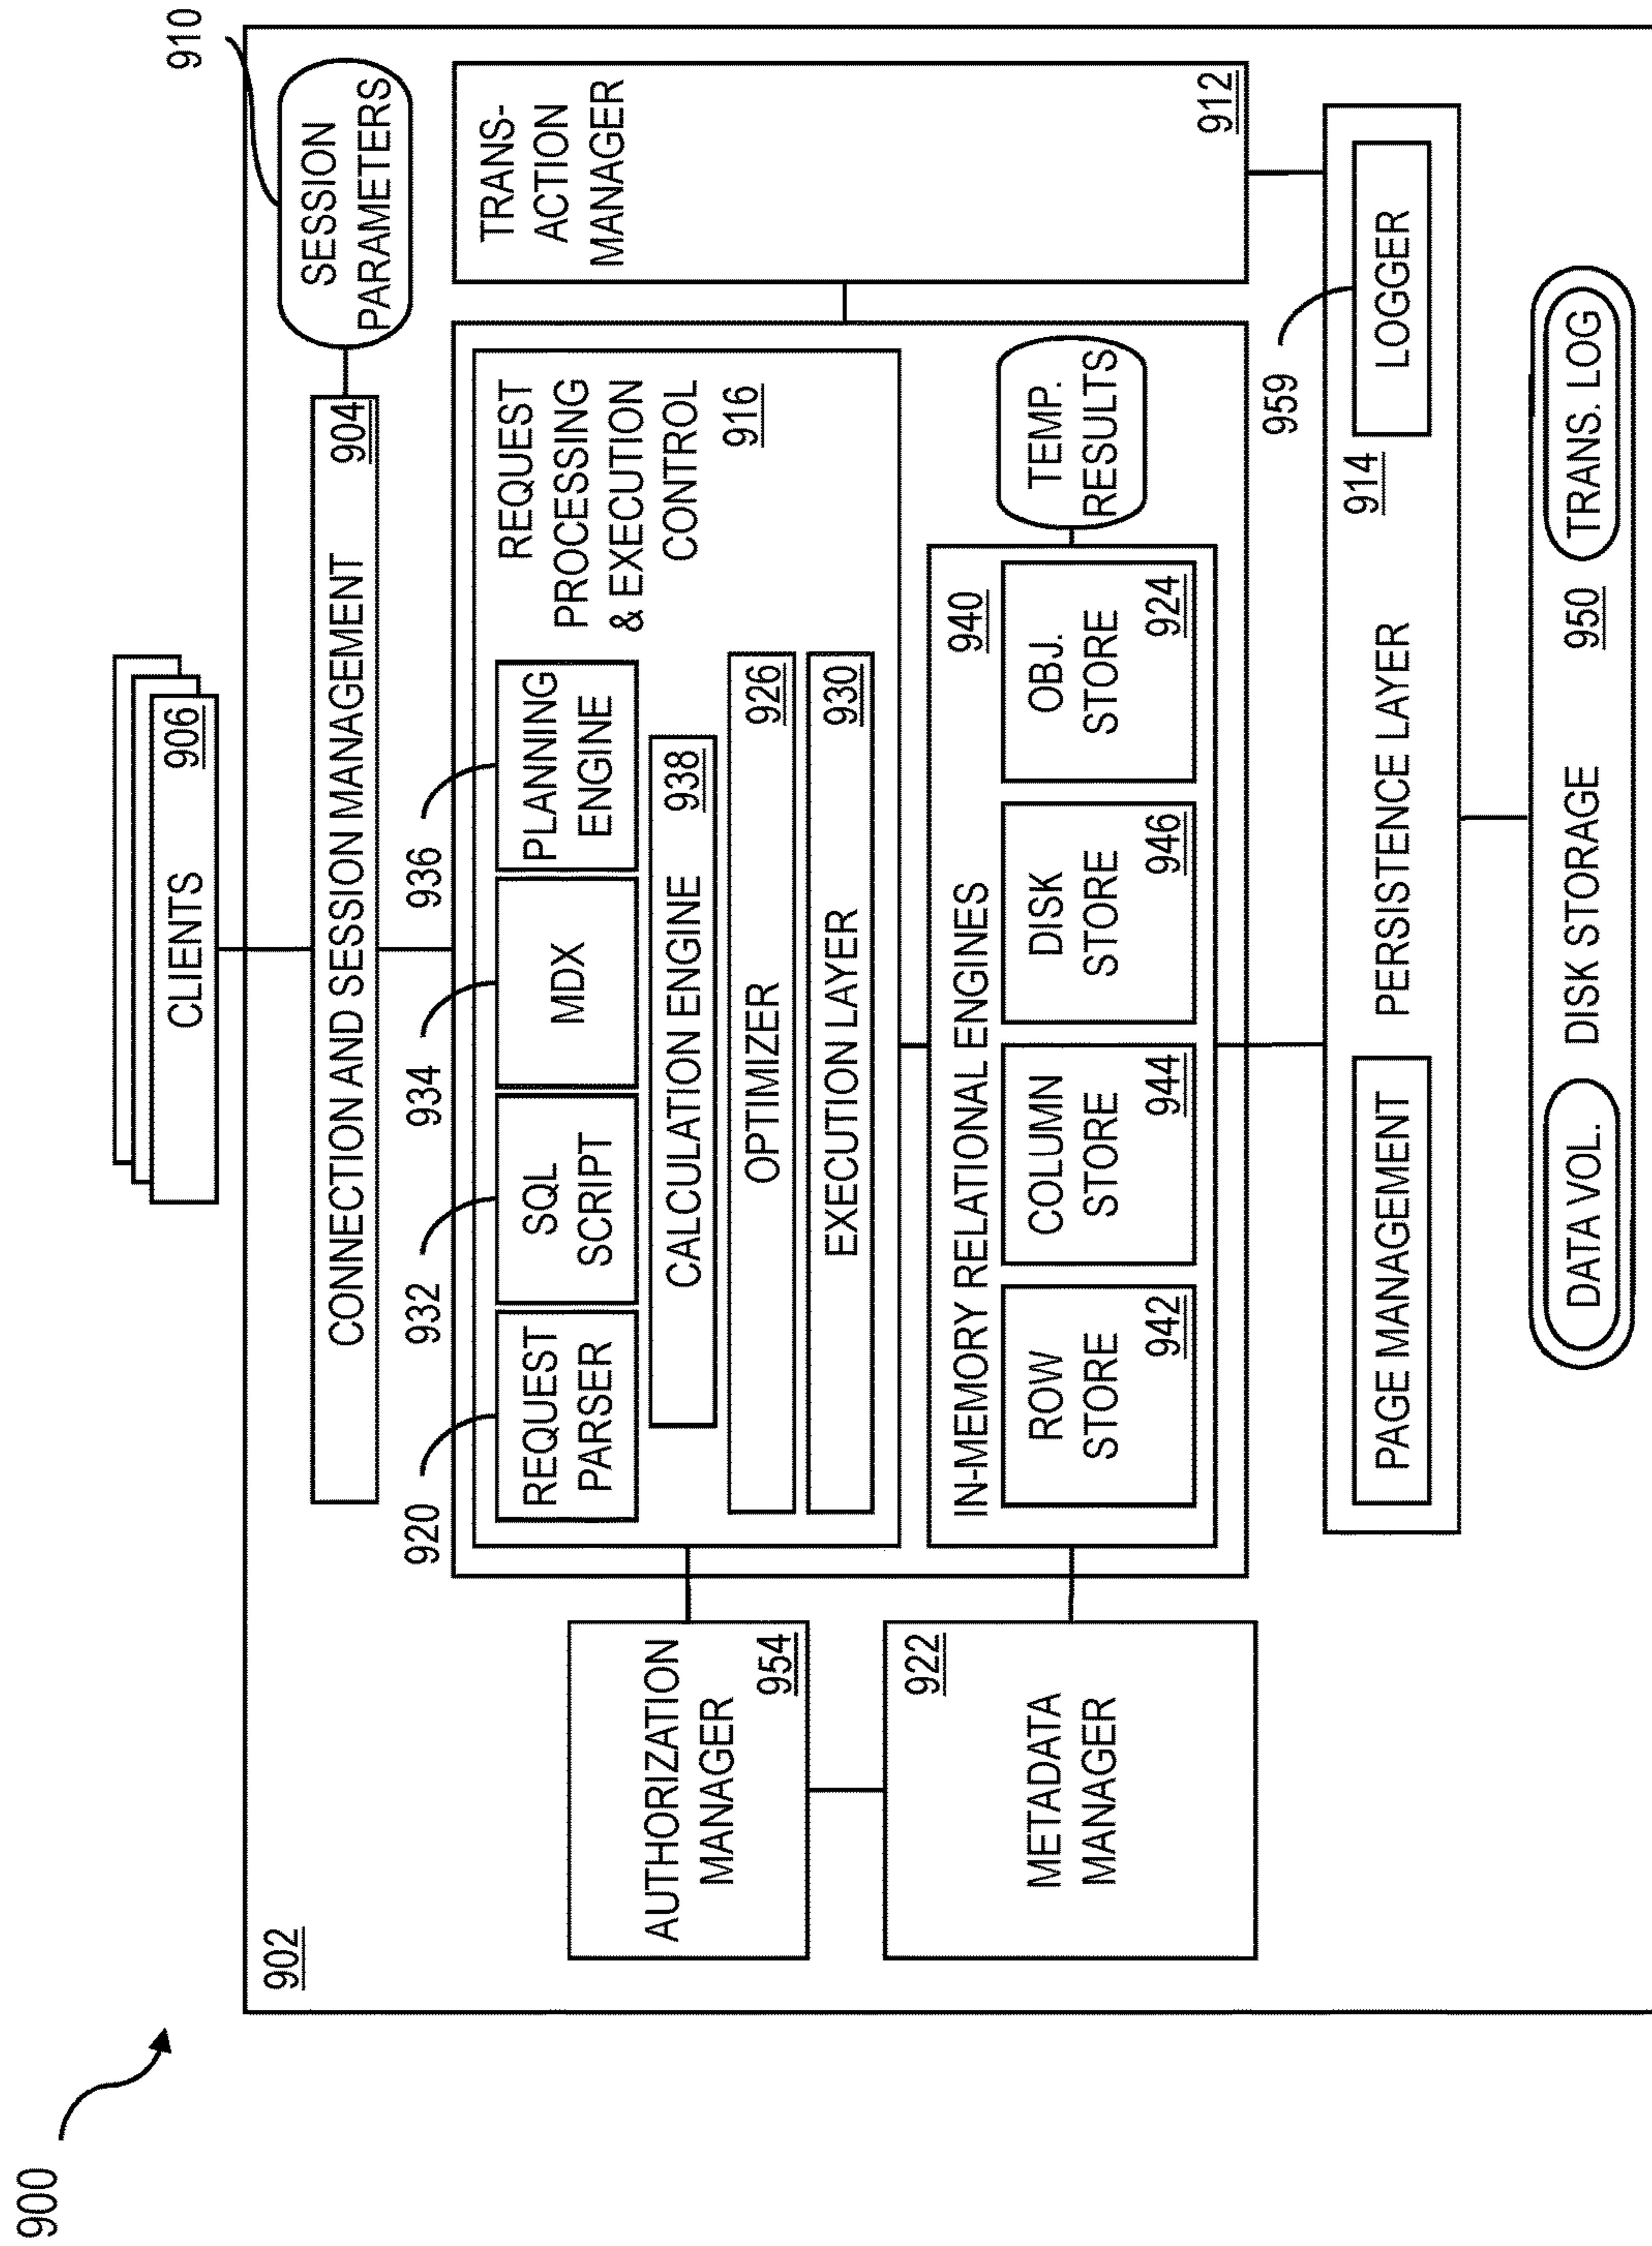 900
902
CLIENTS
906
910
CONNECTION AND SESSION MANAGEMENT
904
SESSION
PARAMETERS
920
932
934
936
REQUEST
PARSER
SQL
SCRIPT
MDX
PLANNING
ENGINE
REQUEST
PROCESSING
& EXECUTION
CONTROL
916
CALCULATION ENGINE
938
OPTIMIZER
926
EXECUTION LAYER
930
TRANS-
ACTION
MANAGER
912
AUTHORIZATION
MANAGER
954
922
METADATA
MANAGER
IN-MEMORY RELATIONAL ENGINES
940
ROW
STORE
942
COLUMN
STORE
944
DISK
STORE
946
OBJ.
STORE
924
TEMP.
RESULTS
959
PAGE MANAGEMENT
PERSISTENCE LAYER
914
LOGGER
DATA VOL.
DISK STORAGE
950
TRANS. LOG